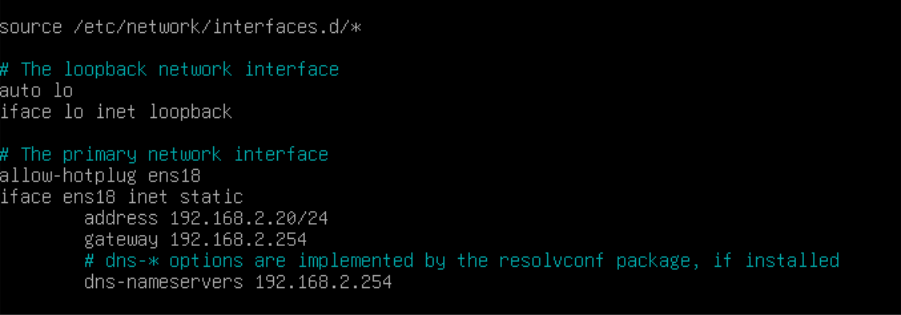 source /etc/network/interfaces.d/*
# The loopback network interface
auto lo
iface lo inet loopback
# The primary network interface
allow-hotplug ens18
iface ens18 inet static
address 192.168.2.20/24
gateway 192.168.2.254
# dns-* options are implemented by the resolvconf package, if installed
dns-nameservers 192.168.2.254